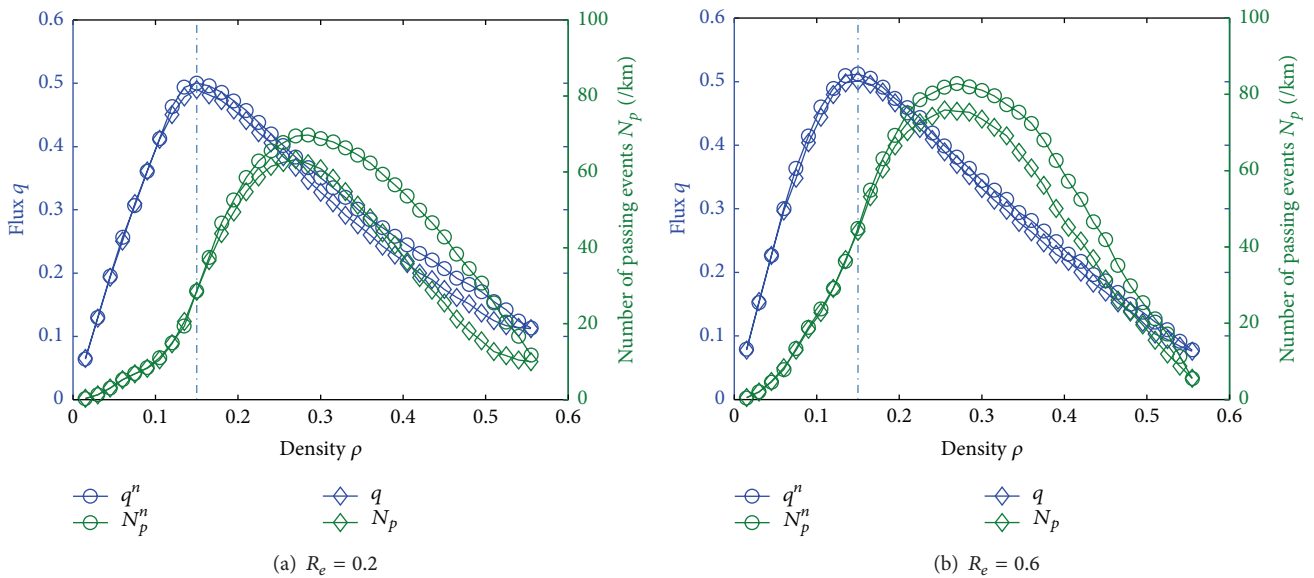 0.6
0.5
0.4
0.3
0.2
0.1
0
Flux q
100
80
60
40
20
0
Number of passing events N_p (/km)
0 0.1 0.2 0.3 0.4 0.5 0.6
Density ρ
q^n q
N_p^n N_p
(a) R_e = 0.2
0.6
0.5
0.4
0.3
0.2
0.1
0
Flux q
100
80
60
40
20
0
Number of passing events N_p (/km)
0 0.1 0.2 0.3 0.4 0.5 0.6
Density ρ
q^n q
N_p^n N_p
(b) R_e = 0.6